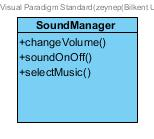 Visual Paradigm Standard(zeynep(Bilkent U
SoundManager
+changeVolume()
+soundOnOff()
+selectMusic()